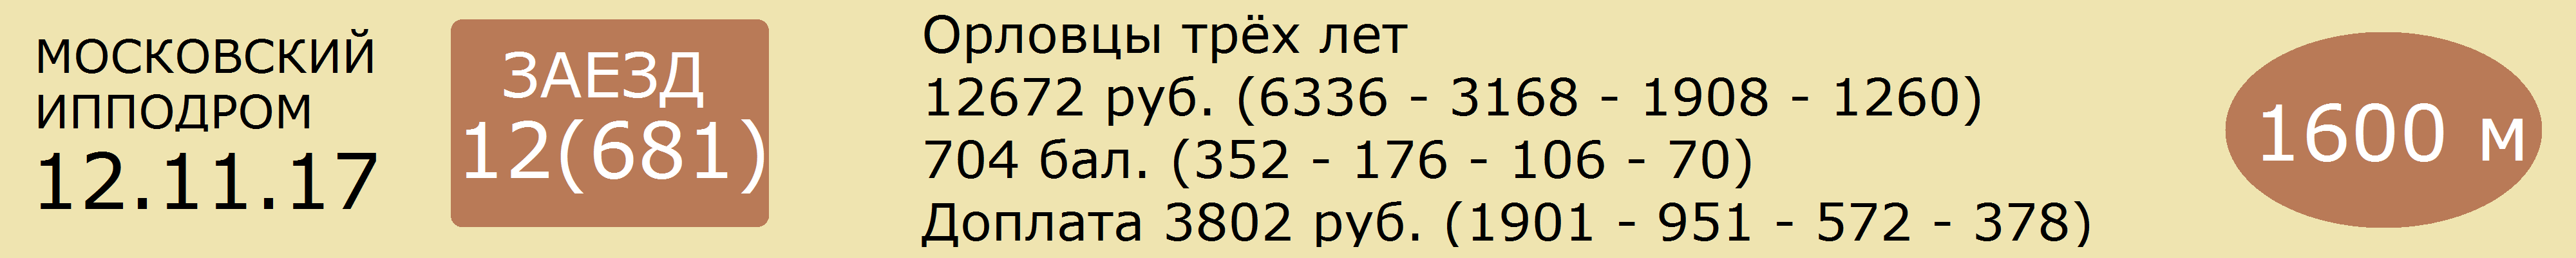 МОСКОВСКИЙ
ИППОДРОМ
12.11.17
ЗАЕЗД
12(681)
Орловцы трёх лет
12672 руб. (6336 - 3168 - 1908 - 1260)
704 бал. (352 - 176 - 106 - 70)
Доплата 3802 руб. (1901 - 951 - 572 - 378)
1600 м